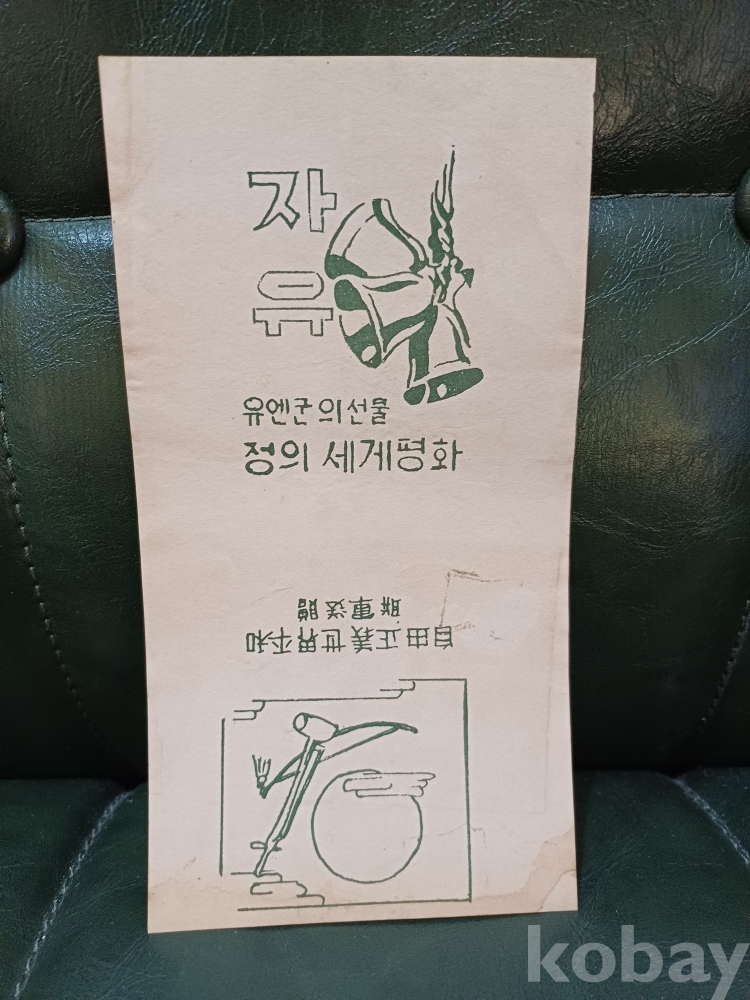 자
유
유엔군의선물
정의 세게평화
自由正義世界平和
聯軍送贈
kobay